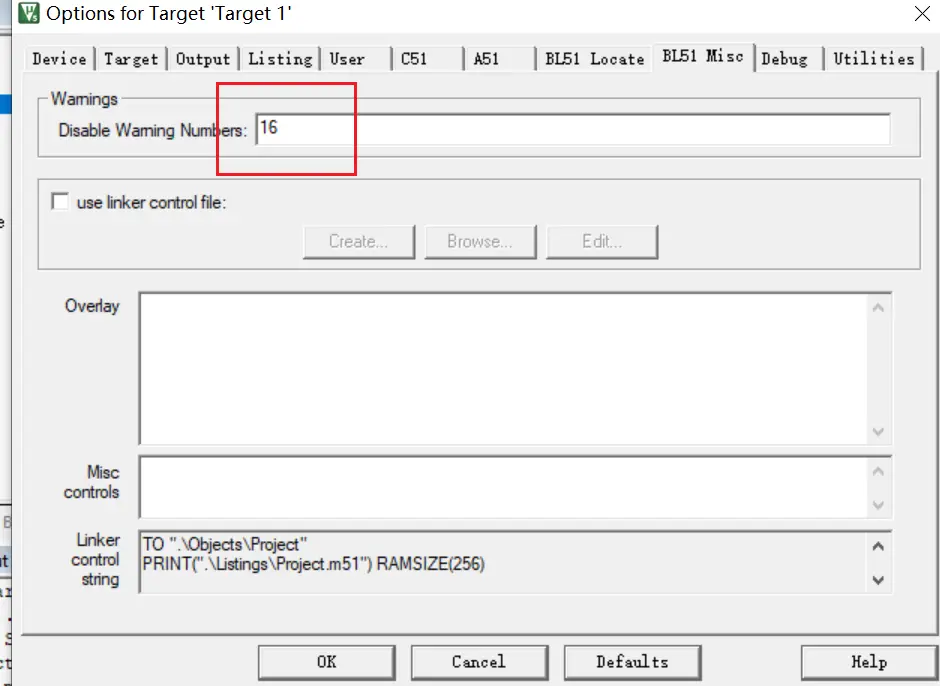 Options for Target 'Target 1'
Device Target Output Listing User C51 A51 BL51 Locate BL51 Misc Debug Utilities
Warnings
Disable Warning Numbers: 16
use linker control file:
Create... Browse... Edit...
Overlay
Misc
controls
Linker
control
string
TO ".\Objects\Project"
PRINT(".\Listings\Project.m51") RAMSIZE(256)
OK Cancel Defaults Help